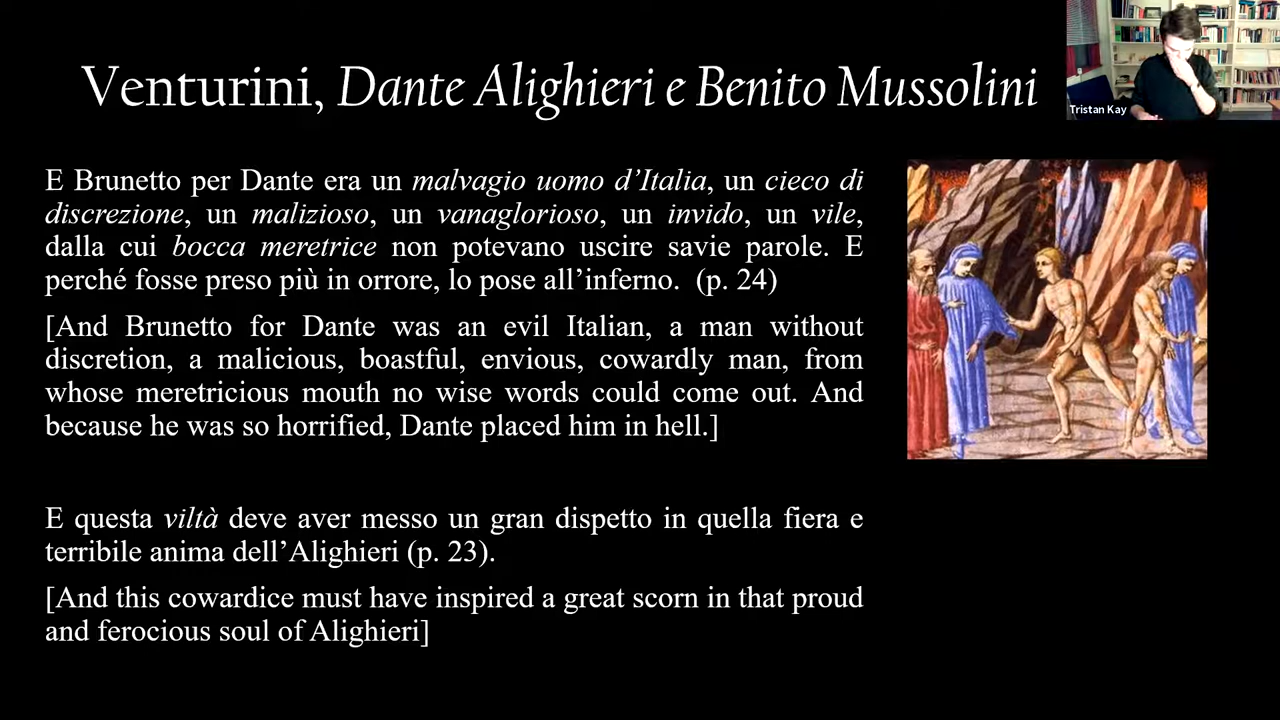 Venturini, Dante Alighieri e Benito Mussolini
Tristan Kay
E Brunetto per Dante era un malvagio uomo d’Italia, un cieco di
discrezione, un malizioso, un vanaglorioso, un invido, un vile,
dalla cui bocca meretrice non potevano uscire savie parole. E
perché fosse preso più in orrore, lo pose all’inferno. (p. 24)
[And Brunetto for Dante was an evil Italian, a man without
discretion, a malicious, boastful, envious, cowardly man, from
whose meretricious mouth no wise words could come out. And
because he was so horrified, Dante placed him in hell.]
E questa viltà deve aver messo un gran dispetto in quella fiera e
terribile anima dell’Alighieri (p. 23).
[And this cowardice must have inspired a great scorn in that proud
and ferocious soul of Alighieri]